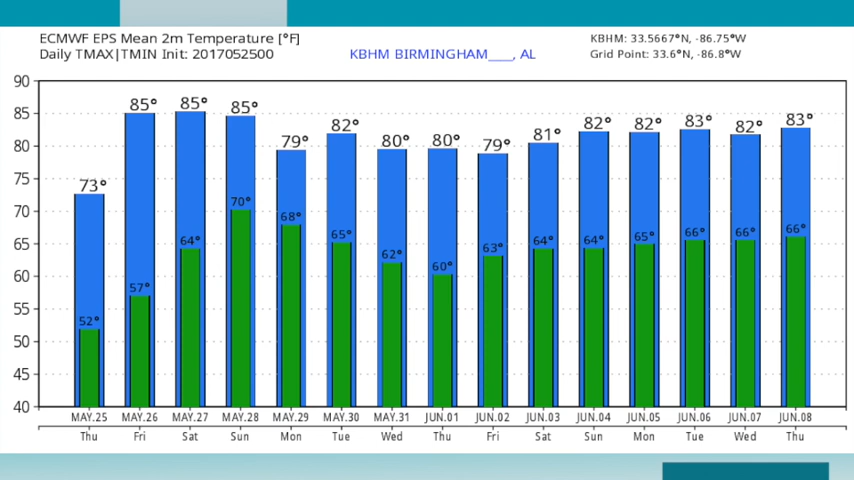 ECMWF EPS Mean 2m Temperature [°F]
Daily TMAX|TMIN Init: 2017052500
KBHM BIRMINGHAM____, AL
KBHM: 33.5667°N, -86.75°W
Grid Point: 33.6°N, -86.8°W
90
85
80
75
70
65
60
55
50
45
40
73° 85° 85° 85° 79° 82° 80° 80° 79° 81° 82° 82° 83° 82° 83°
52° 57° 64° 70° 68° 65° 62° 60° 63° 64° 64° 65° 66° 66° 66°
MAY.25 MAY.26 MAY.27 MAY.28 MAY.29 MAY.30 MAY.31 JUN.01 JUN.02 JUN.03 JUN.04 JUN.05 JUN.06 JUN.07 JUN.08
Thu Fri Sat Sun Mon Tue Wed Thu Fri Sat Sun Mon Tue Wed Thu